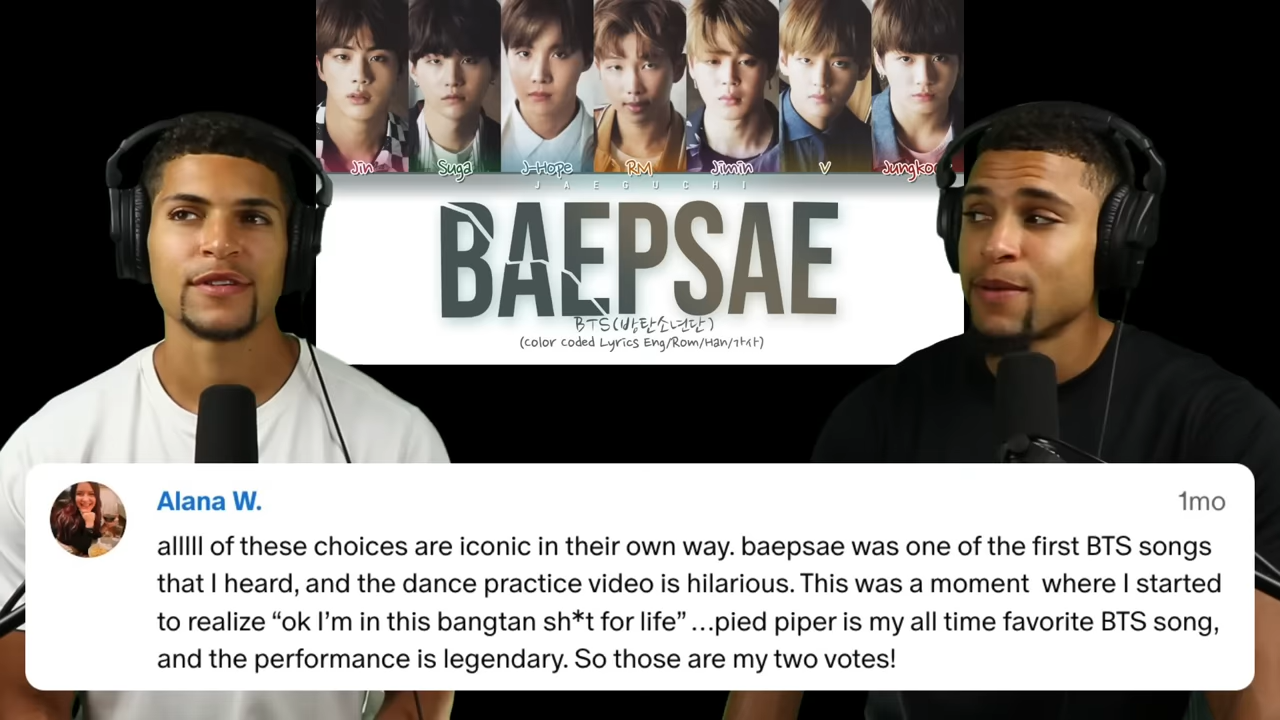 Jin Suga J-Hope RM Jimin V Jungkoo
JAEGUCHI
BAEPSAE
BTS(방탄소년단)
(Color Coded Lyrics Eng/Rom/Han/가사)
Alana W. 1mo
alllll of these choices are iconic in their own way. baepsae was one of the first BTS songs
that I heard, and the dance practice video is hilarious. This was a moment where I started
to realize “ok I’m in this bangtan sh*t for life” ...pied piper is my all time favorite BTS song,
and the performance is legendary. So those are my two votes!